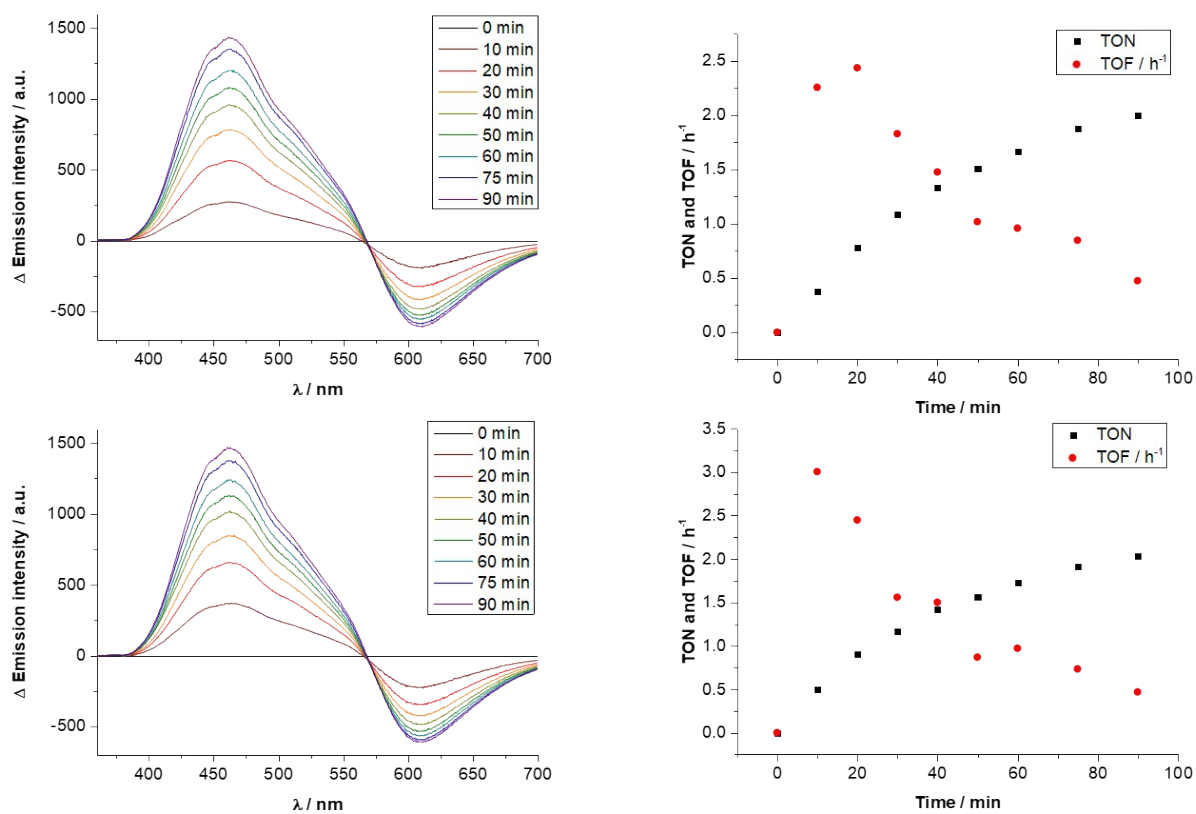 1500
1000
500
0
-500
Δ Emission intensity / a.u.
400 450 500 550 600 650 700
λ / nm
0 min
10 min
20 min
30 min
40 min
50 min
60 min
75 min
90 min
2.5
2.0
1.5
1.0
0.5
0.0
TON and TOF / h⁻¹
0 20 40 60 80 100
Time / min
TON
TOF / h⁻¹
1500
1000
500
0
-500
Δ Emission intensity / a.u.
400 450 500 550 600 650 700
λ / nm
0 min
10 min
20 min
30 min
40 min
50 min
60 min
75 min
90 min
3.5
3.0
2.5
2.0
1.5
1.0
0.5
0.0
TON and TOF / h⁻¹
0 20 40 60 80 100
Time / min
TON
TOF / h⁻¹